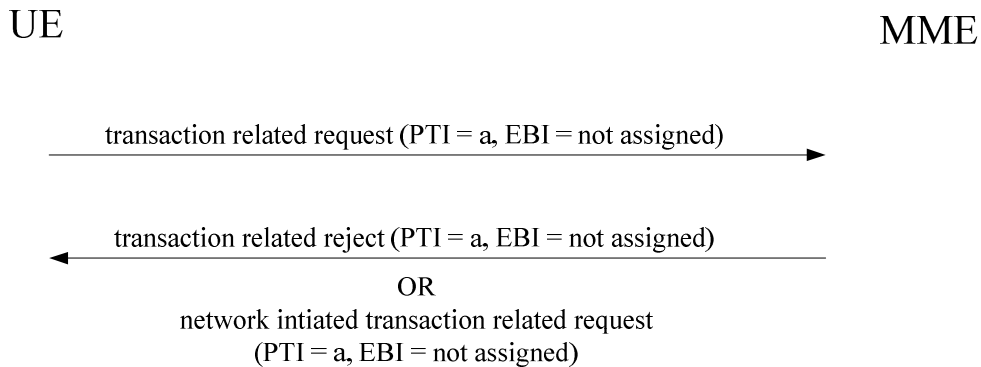 UE
MME
transaction related request (PTI = a, EBI = not assigned)
transaction related reject (PTI = a, EBI = not assigned)
OR
network intiated transaction related request
(PTI = a, EBI = not assigned)